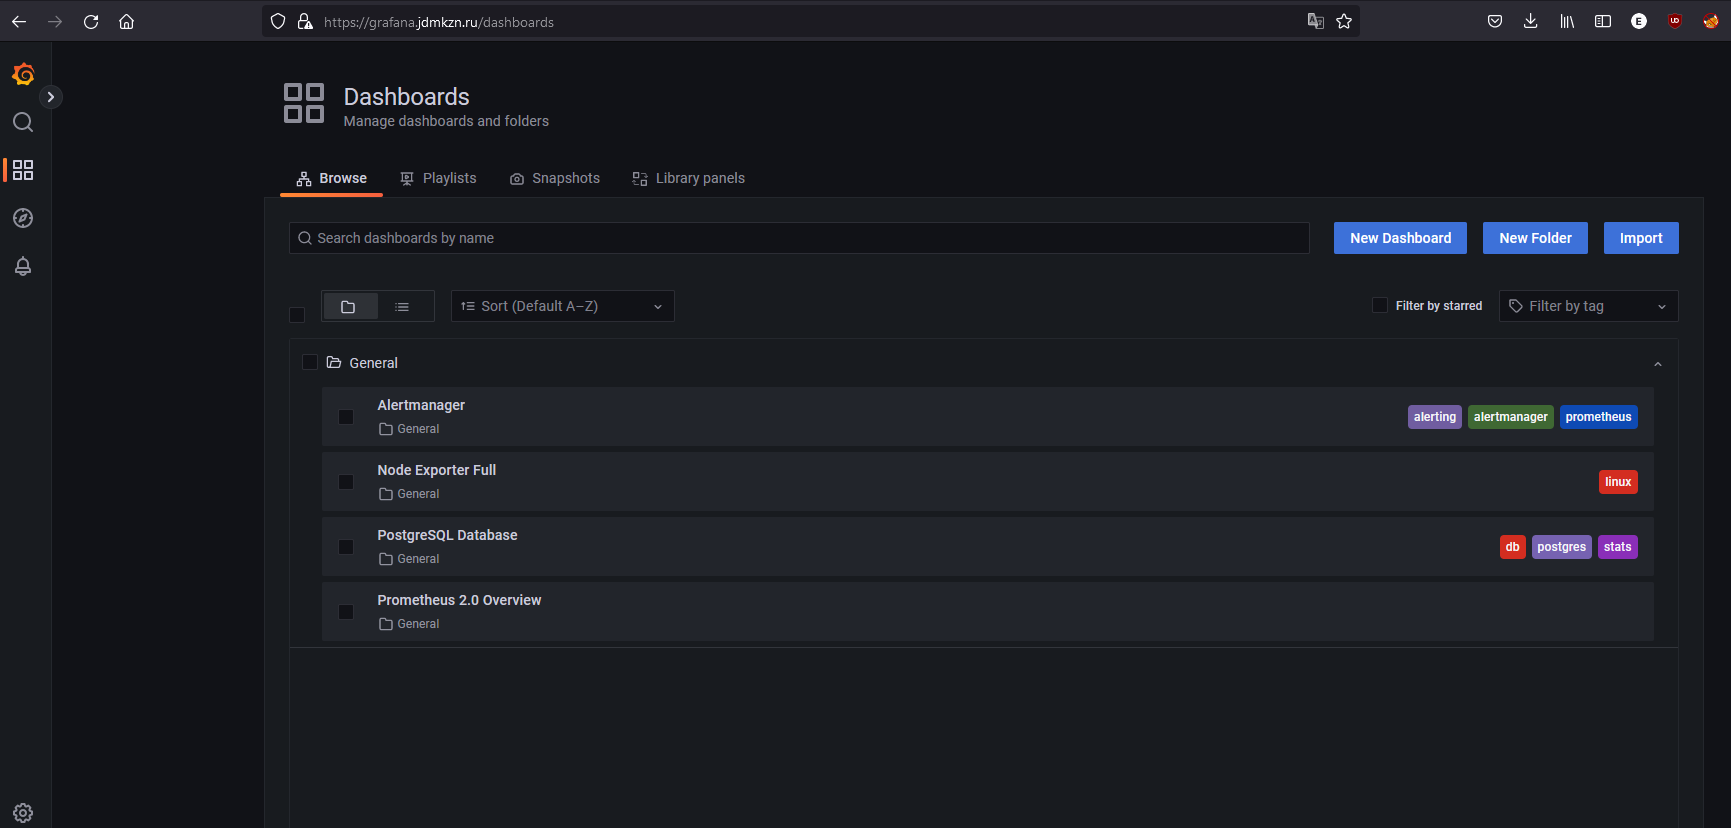 https://grafana.jdmkzn.ru/dashboards
E
Dashboards
Manage dashboards and folders
Browse
Playlists
Snapshots
Library panels
Search dashboards by name
New Dashboard
New Folder
Import
Sort (Default A–Z)
Filter by starred
Filter by tag
General
Alertmanager
General
alerting
alertmanager
prometheus
Node Exporter Full
General
linux
PostgreSQL Database
General
db
postgres
stats
Prometheus 2.0 Overview
General